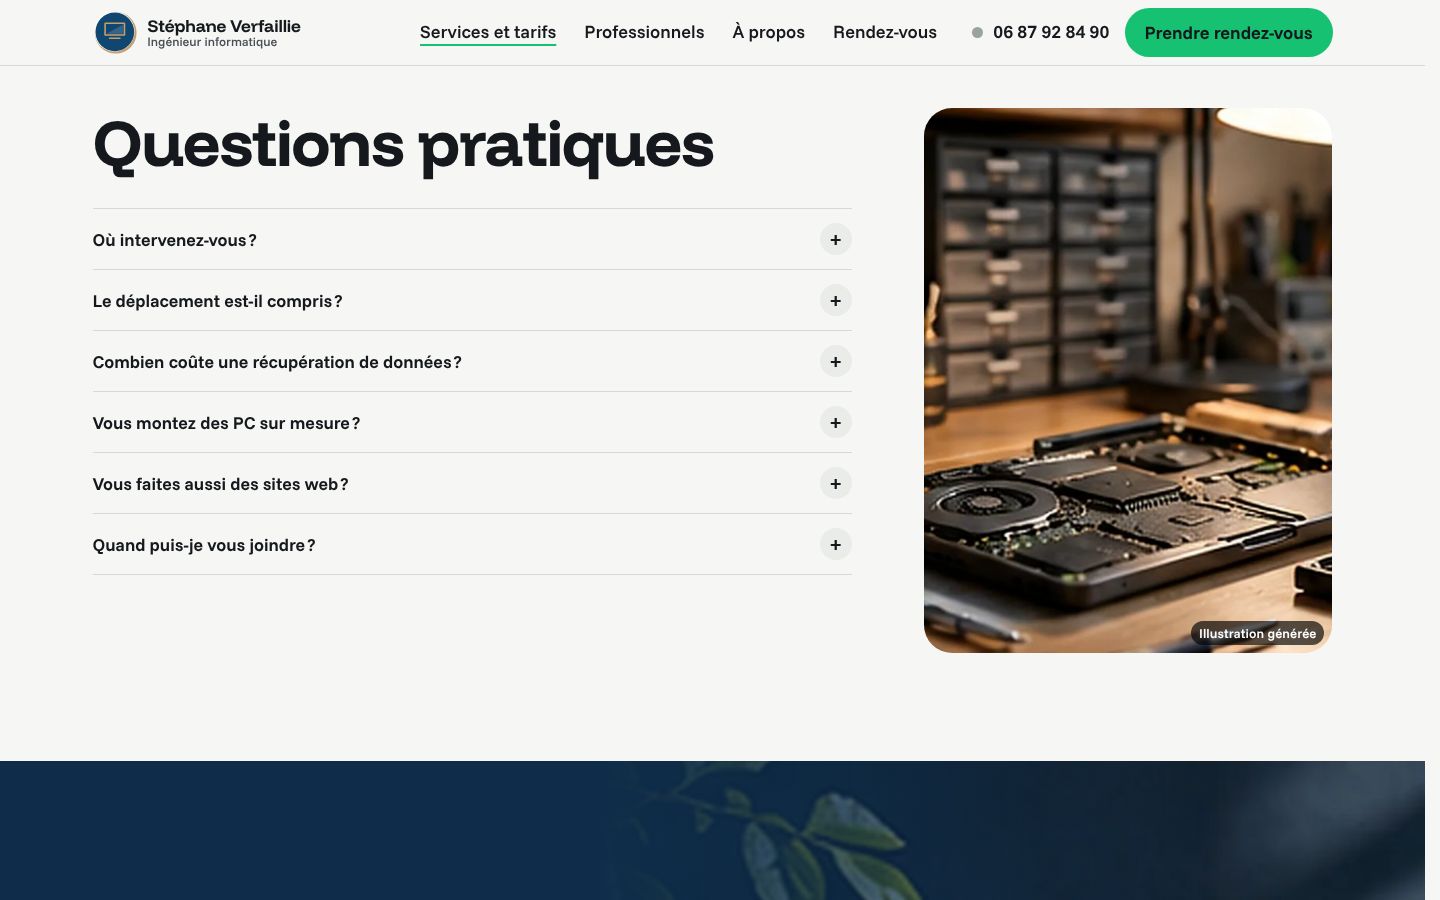 Stéphane Verfaillie
Ingénieur informatique
Services et tarifs
Professionnels
À propos
Rendez-vous
06 87 92 84 90
Prendre rendez-vous
Questions pratiques
Où intervenez-vous ?
+
Le déplacement est-il compris ?
+
Combien coûte une récupération de données ?
+
Vous montez des PC sur mesure ?
+
Vous faites aussi des sites web ?
+
Quand puis-je vous joindre ?
+
Illustration générée